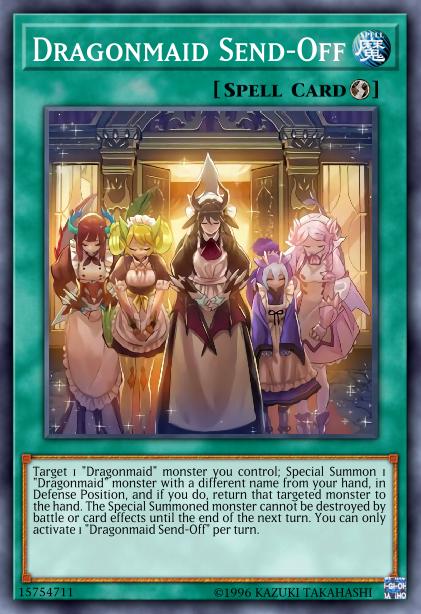 DRAGONMAID SEND-OFF
SPELL
魔
[SPELL CARD]
Target 1 "Dragonmaid" monster you control; Special Summon 1
"Dragonmaid" monster with a different name from your hand, in
Defense Position, and if you do, return that targeted monster to
the hand. The Special Summoned monster cannot be destroyed by
battle or card effects until the end of the next turn. You can only
activate 1 "Dragonmaid Send-Off" per turn.
15754711
©1996 KAZUKI TAKAHASHI